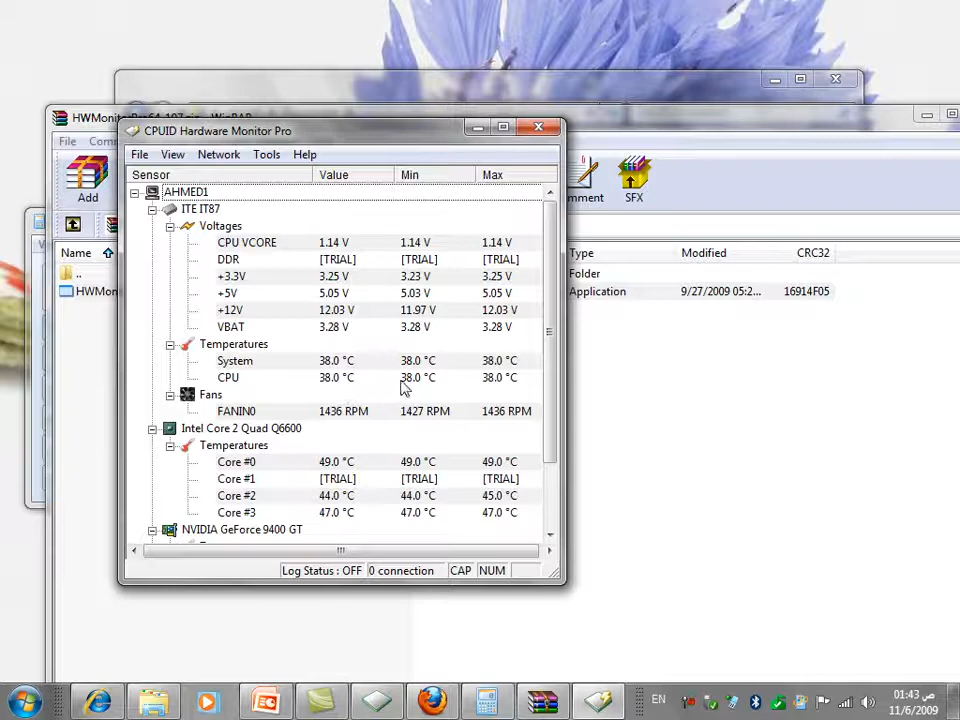 HWMonitorPro64_107.zip - WinRAR
CPUID Hardware Monitor Pro
File Comm
File View Network Tools Help
Sensor Value Min Max
Add
mment SFX
AHMED1
ITE IT87
Voltages
CPU VCORE 1.14 V 1.14 V 1.14 V
DDR [TRIAL] [TRIAL] [TRIAL]
+3.3V 3.25 V 3.23 V 3.25 V
+5V 5.05 V 5.03 V 5.05 V
+12V 12.03 V 11.97 V 12.03 V
VBAT 3.28 V 3.28 V 3.28 V
Temperatures
System 38.0 °C 38.0 °C 38.0 °C
CPU 38.0 °C 38.0 °C 38.0 °C
Fans
FANIN0 1436 RPM 1427 RPM 1436 RPM
Intel Core 2 Quad Q6600
Temperatures
Core #0 49.0 °C 49.0 °C 49.0 °C
Core #1 [TRIAL] [TRIAL] [TRIAL]
Core #2 44.0 °C 44.0 °C 45.0 °C
Core #3 47.0 °C 47.0 °C 47.0 °C
NVIDIA GeForce 9400 GT
Log Status : OFF 0 connection CAP NUM
Name Type Modified CRC32
.. Folder
HWMoni Application 9/27/2009 05:2... 16914F05
EN
01:43 ص
11/6/2009